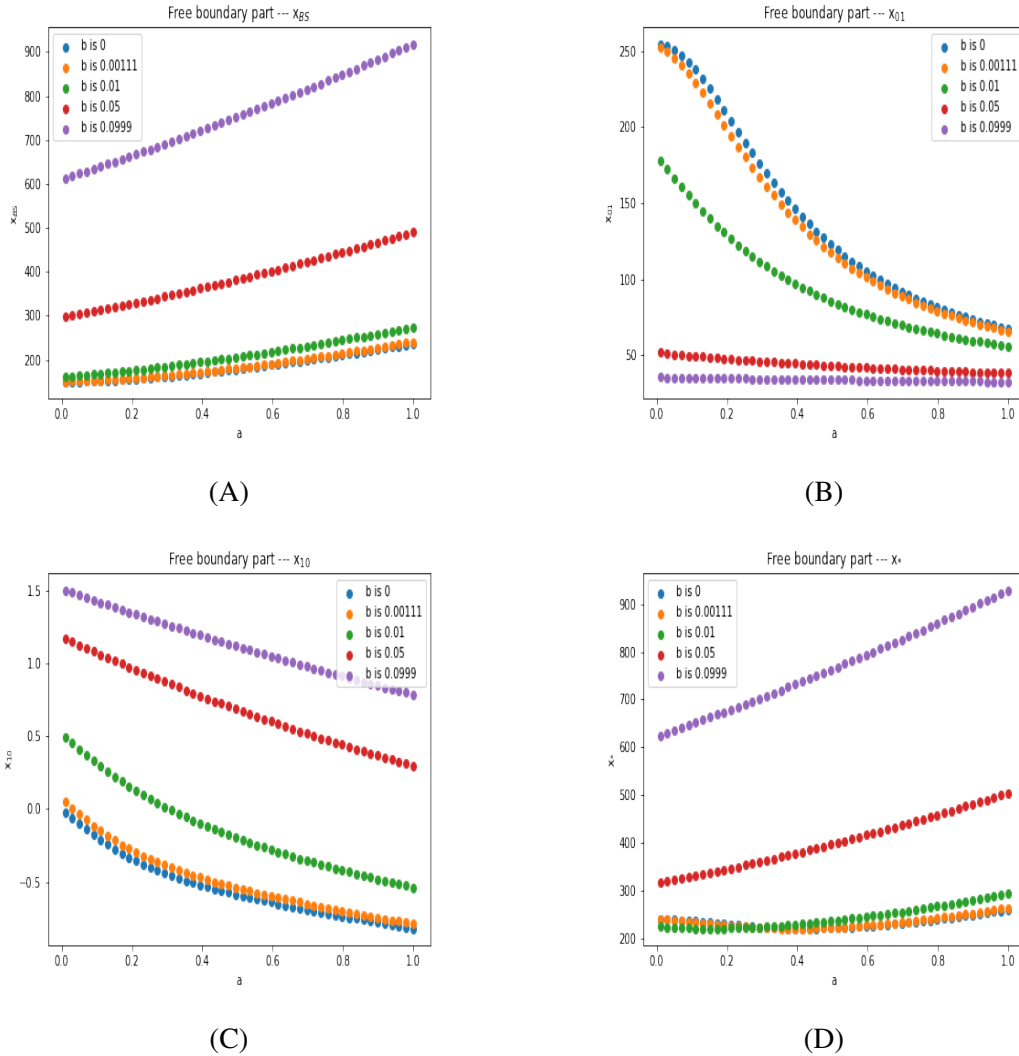 Free boundary part --- x_BS
b is 0
b is 0.00111
b is 0.01
b is 0.05
b is 0.0999
900
800
700
600
500
400
300
200
x_BS
0.0 0.2 0.4 0.6 0.8 1.0
a
(A)
Free boundary part --- x_01
b is 0
b is 0.00111
b is 0.01
b is 0.05
b is 0.0999
250
200
150
100
50
x_01
0.0 0.2 0.4 0.6 0.8 1.0
a
(B)
Free boundary part --- x_10
b is 0
b is 0.00111
b is 0.01
b is 0.05
b is 0.0999
1.5
1.0
0.5
0.0
−0.5
x_10
0.0 0.2 0.4 0.6 0.8 1.0
a
(C)
Free boundary part --- x_*
b is 0
b is 0.00111
b is 0.01
b is 0.05
b is 0.0999
900
800
700
600
500
400
300
200
x_*
0.0 0.2 0.4 0.6 0.8 1.0
a
(D)